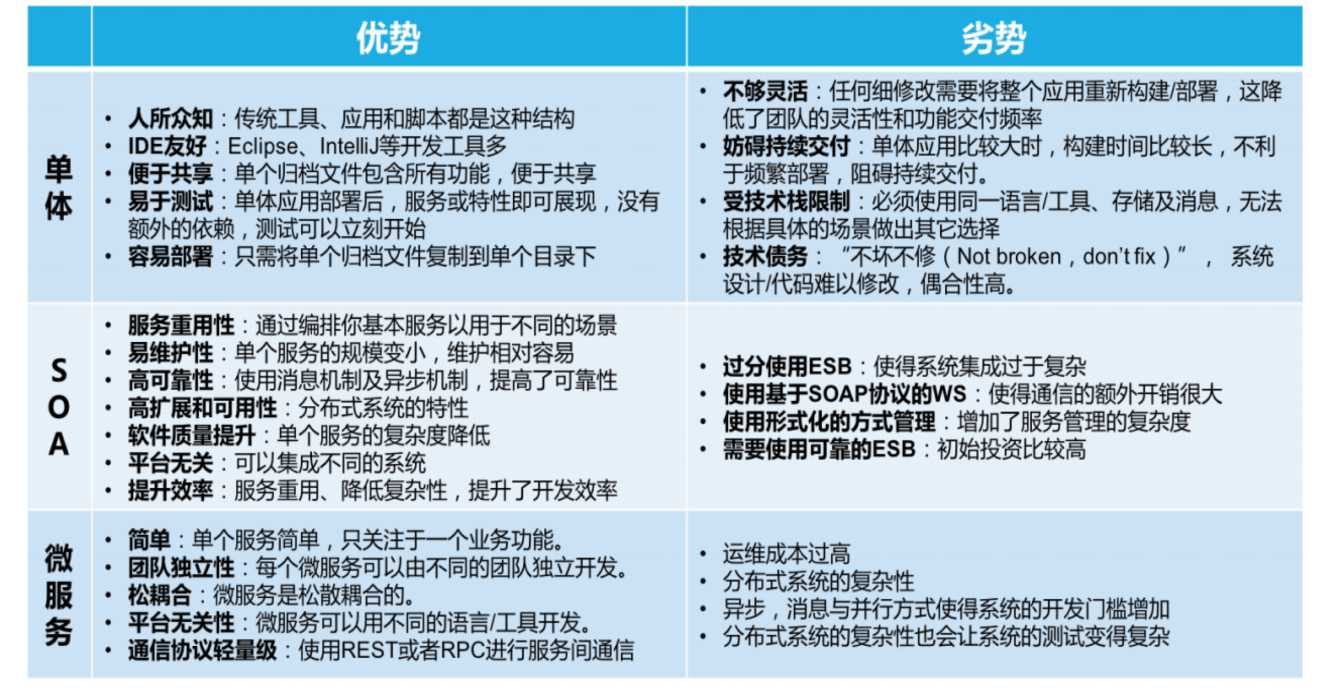 优势
劣势
单体
• 人所众知：传统工具、应用和脚本都是这种结构
• IDE友好：Eclipse、IntelliJ等开发工具多
• 便于共享：单个归档文件包含所有功能，便于共享
• 易于测试：单体应用部署后，服务或特性即可展现，没有
额外的依赖，测试可以立刻开始
• 容易部署：只需将单个归档文件复制到单个目录下
• 不够灵活：任何细修改需要将整个应用重新构建/部署，这降
低了团队的灵活性和功能交付频率
• 妨碍持续交付：单体应用比较大时，构建时间比较长，不利
于频繁部署，阻碍持续交付。
• 受技术栈限制：必须使用同一语言/工具、存储及消息，无法
根据具体的场景做出其它选择
• 技术债务：“不坏不修（Not broken，don't fix）”， 系统
设计/代码难以修改，偶合性高。
SOA
• 服务重用性：通过编排你基本服务以用于不同的场景
• 易维护性：单个服务的规模变小，维护相对容易
• 高可靠性：使用消息机制及异步机制，提高了可靠性
• 高扩展和可用性：分布式系统的特性
• 软件质量提升：单个服务的复杂度降低
• 平台无关：可以集成不同的系统
• 提升效率：服务重用、降低复杂性，提升了开发效率
• 过分使用ESB：使得系统集成过于复杂
• 使用基于SOAP协议的WS：使得通信的额外开销很大
• 使用形式化的方式管理：增加了服务管理的复杂度
• 需要使用可靠的ESB：初始投资比较高
微服务
• 简单：单个服务简单，只关注于一个业务功能。
• 团队独立性：每个微服务可以由不同的团队独立开发。
• 松耦合：微服务是松散耦合的。
• 平台无关性：微服务可以用不同的语言/工具开发。
• 通信协议轻量级：使用REST或者RPC进行服务间通信
• 运维成本过高
• 分布式系统的复杂性
• 异步，消息与并行方式使得系统的开发门槛增加
• 分布式系统的复杂性也会让系统的测试变得复杂